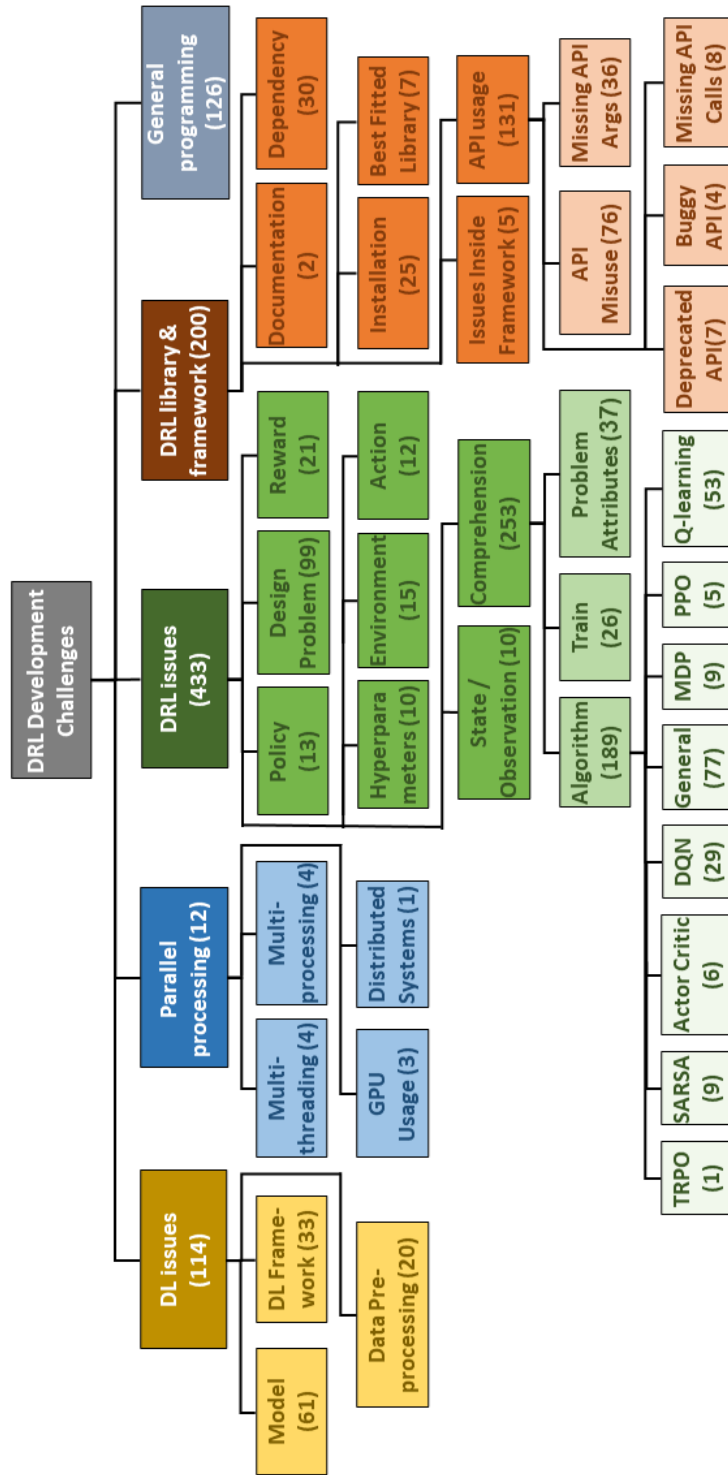 DRL Development
Challenges
DL issues
(114)
Parallel
processing (12)
DRL issues
(433)
DRL library &
framework (200)
General
programming
(126)
Model
(61)
DL Frame-
work (33)
Data Pre-
processing (20)
Multi-
threading (4)
Multi-
processing (4)
GPU
Usage (3)
Distributed
Systems (1)
Policy
(13)
Design
Problem (99)
Reward
(21)
Hyperpara
meters (10)
Environment
(15)
Action
(12)
State /
Observation (10)
Comprehension
(253)
Algorithm
(189)
Train
(26)
Problem
Attributes (37)
TRPO
(1)
SARSA
(9)
Actor Critic
(6)
DQN
(29)
General
(77)
MDP
(9)
PPO
(5)
Q-learning
(53)
Documentation
(2)
Dependency
(30)
Installation
(25)
Best Fitted
Library (7)
Issues Inside
Framework (5)
API usage
(131)
API
Misuse (76)
Missing API
Args (36)
Deprecated
API(7)
Buggy
API (4)
Missing API
Calls (8)